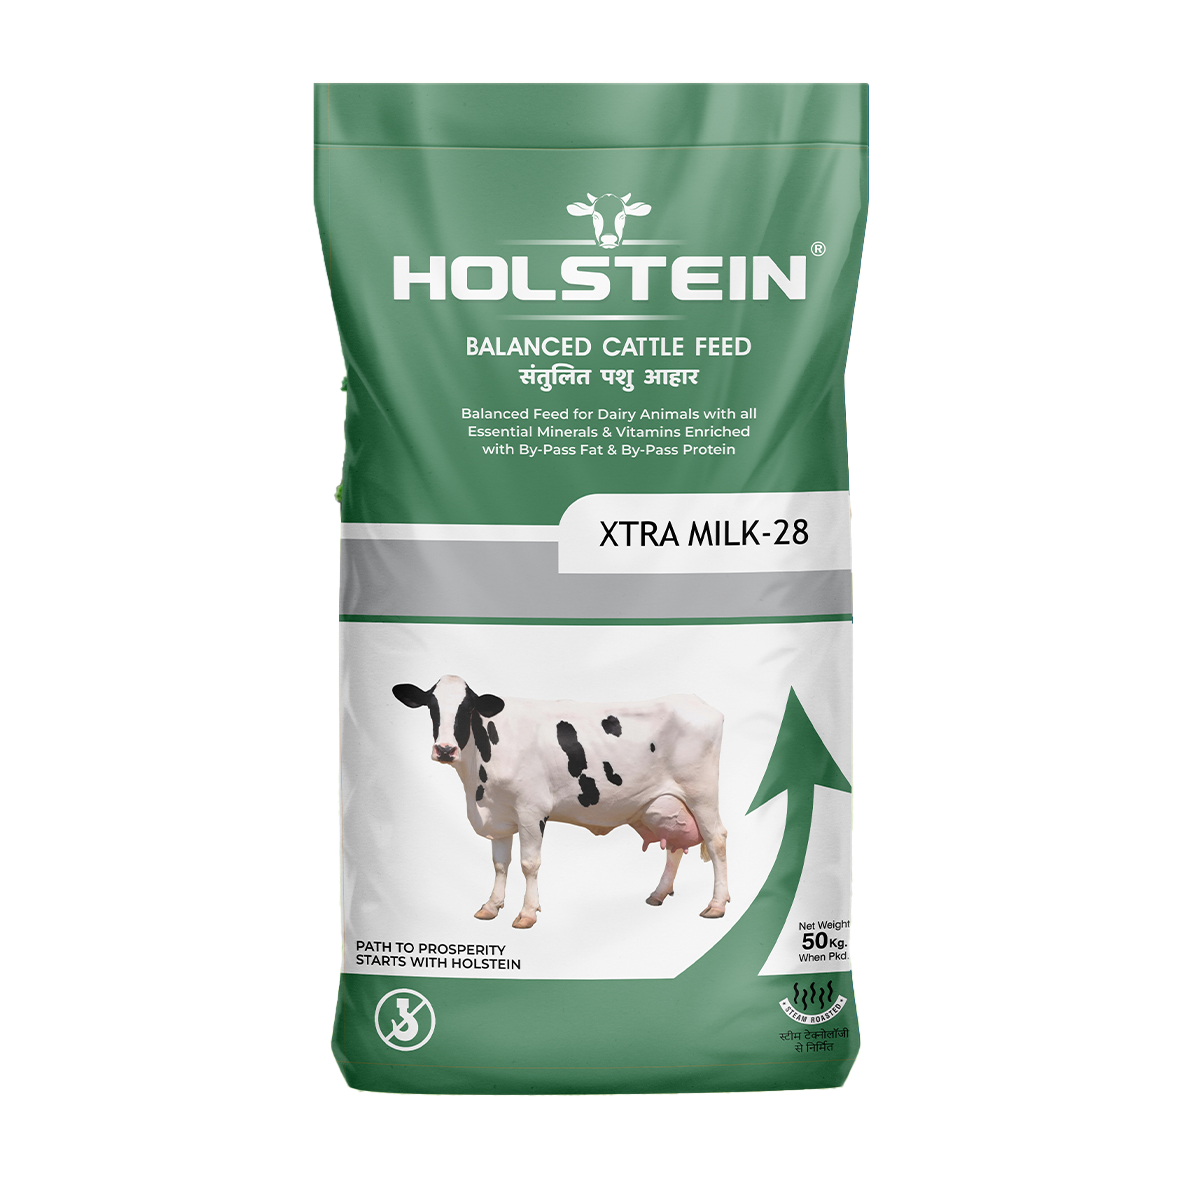 HOLSTEIN®
BALANCED CATTLE FEED
संतुलित पशु आहार
Balanced Feed for Dairy Animals with all
Essential Minerals & Vitamins Enriched
with By-Pass Fat & By-Pass Protein
XTRA MILK-28
PATH TO PROSPERITY
STARTS WITH HOLSTEIN
Net Weight
50 Kg.
When Pkd.
STEAM ROASTED
स्टीम टेक्नोलॉजी
से निर्मित